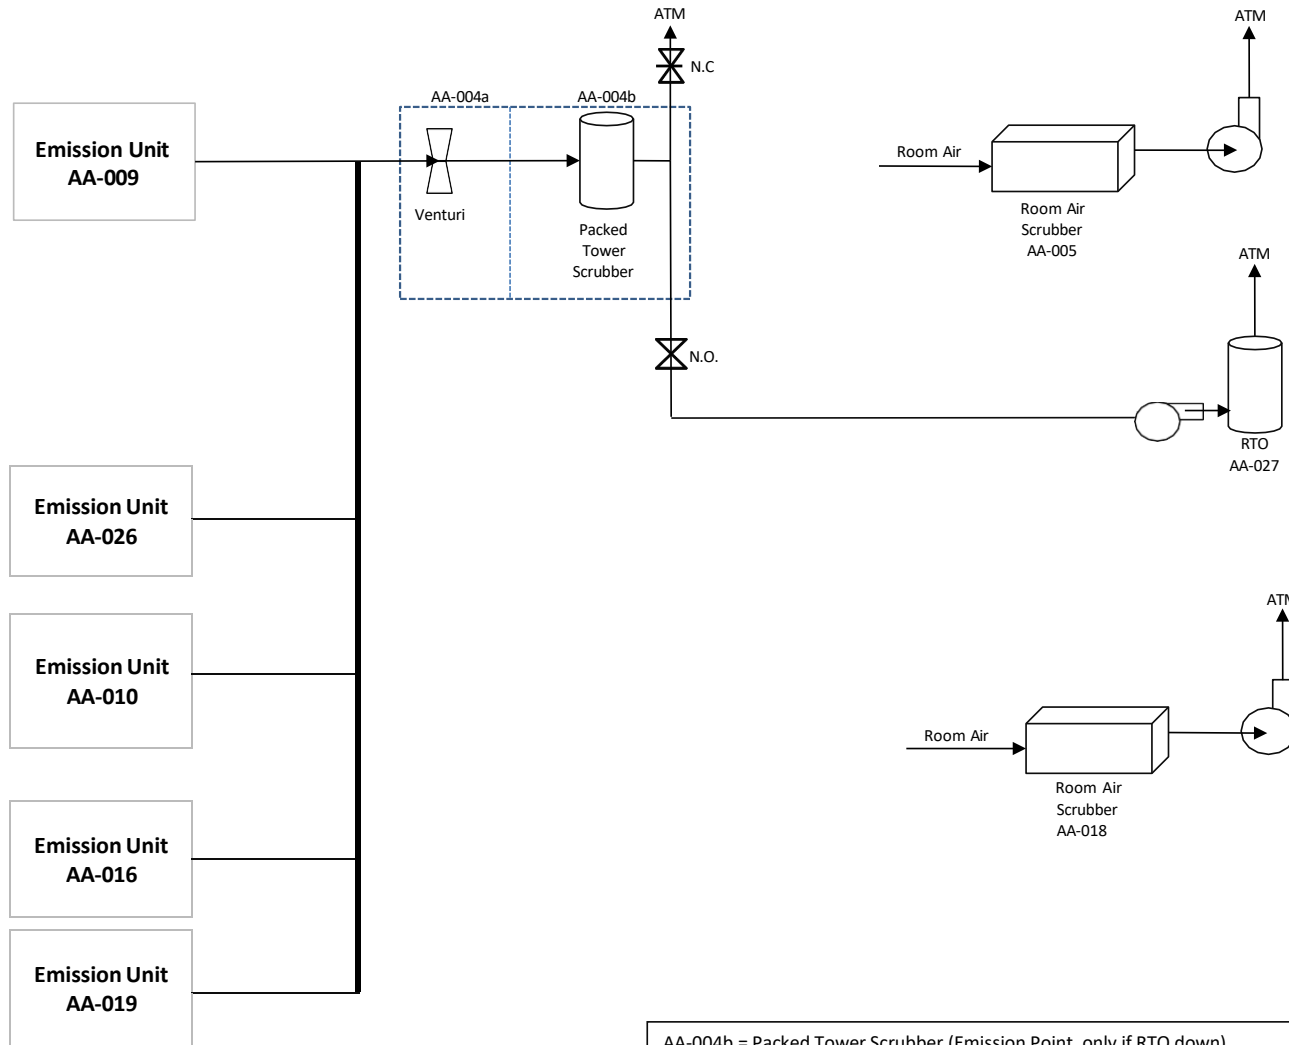 ATM
N.C
AA-004a
AA-004b
Emission Unit
AA-009
Venturi
Packed
Tower
Scrubber
N.O.
ATM
Room Air
Room Air
Scrubber
AA-005
ATM
RTO
AA-027
Emission Unit
AA-026
Emission Unit
AA-010
Emission Unit
AA-016
Emission Unit
AA-019
ATM
Room Air
Room Air
Scrubber
AA-018
AA-004b = Packed Tower Scrubber (Emission Point, only if RTO down)